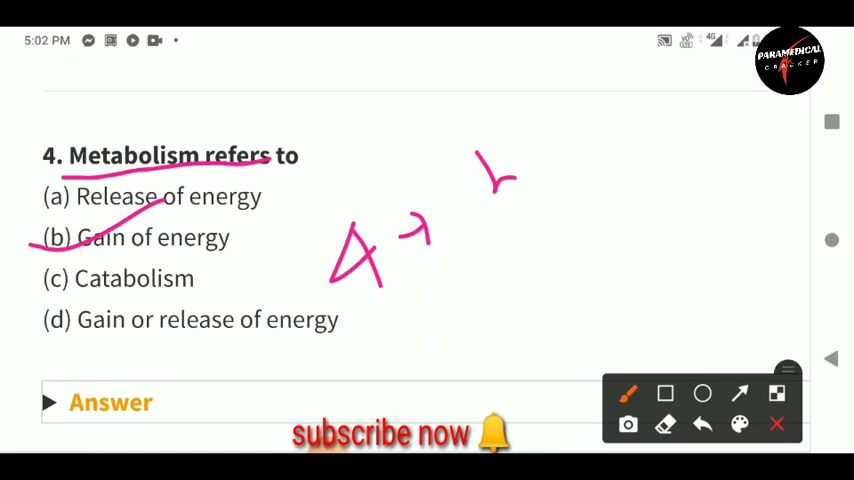 5:02 PM
4G
PARAMEDICAL
CRACKER
4. Metabolism refers to
(a) Release of energy
(b) Gain of energy
(c) Catabolism
(d) Gain or release of energy
Answer
subscribe now